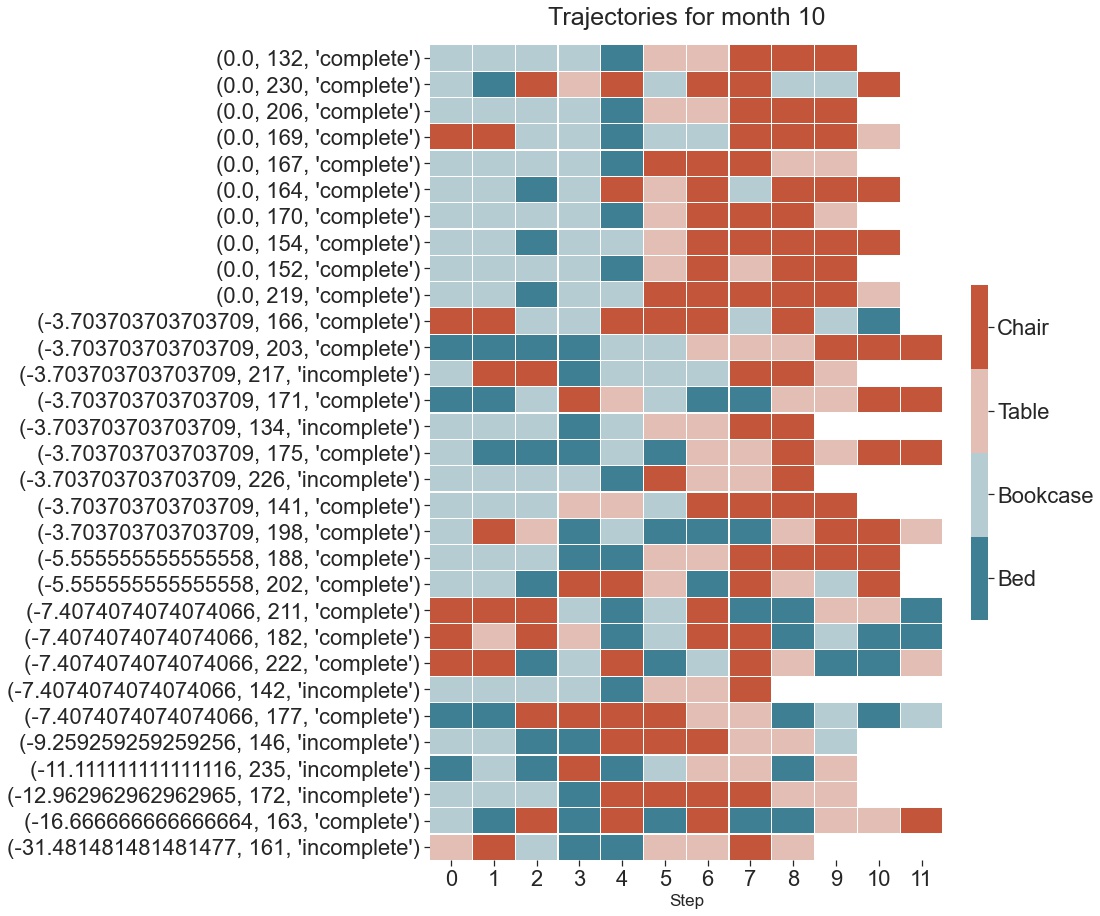 Trajectories for month 10
(0.0, 132, 'complete')
(0.0, 230, 'complete')
(0.0, 206, 'complete')
(0.0, 169, 'complete')
(0.0, 167, 'complete')
(0.0, 164, 'complete')
(0.0, 170, 'complete')
(0.0, 154, 'complete')
(0.0, 152, 'complete')
(0.0, 219, 'complete')
(-3.703703703703709, 166, 'complete')
(-3.703703703703709, 203, 'complete')
(-3.703703703703709, 217, 'incomplete')
(-3.703703703703709, 171, 'complete')
(-3.703703703703709, 134, 'incomplete')
(-3.703703703703709, 175, 'complete')
(-3.703703703703709, 226, 'incomplete')
(-3.703703703703709, 141, 'complete')
(-3.703703703703709, 198, 'complete')
(-5.555555555555558, 188, 'complete')
(-5.555555555555558, 202, 'complete')
(-7.4074074074074066, 211, 'complete')
(-7.4074074074074066, 182, 'complete')
(-7.4074074074074066, 222, 'complete')
(-7.4074074074074066, 142, 'incomplete')
(-7.4074074074074066, 177, 'complete')
(-9.259259259259256, 146, 'incomplete')
(-11.111111111111116, 235, 'incomplete')
(-12.962962962962965, 172, 'incomplete')
(-16.666666666666664, 163, 'complete')
(-31.481481481481477, 161, 'incomplete')
0 1 2 3 4 5 6 7 8 9 10 11
Step
Chair
Table
Bookcase
Bed